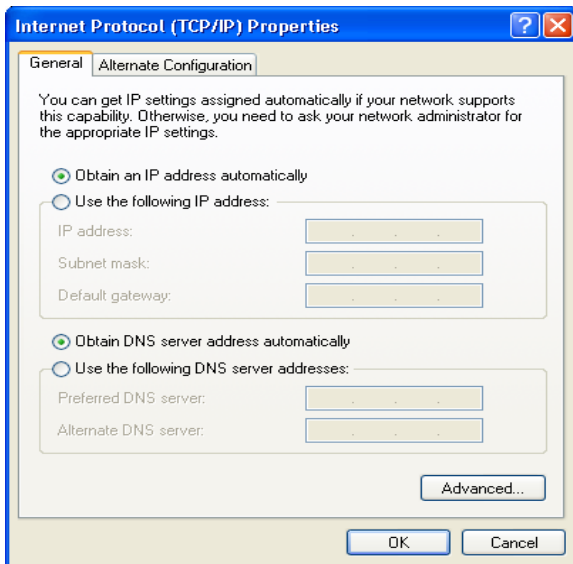 Internet Protocol (TCP/IP) Properties
General
Alternate Configuration
You can get IP settings assigned automatically if your network supports
this capability. Otherwise, you need to ask your network administrator for
the appropriate IP settings.
Obtain an IP address automatically
Use the following IP address:
IP address:
Subnet mask:
Default gateway:
Obtain DNS server address automatically
Use the following DNS server addresses:
Preferred DNS server:
Alternate DNS server:
Advanced...
OK
Cancel